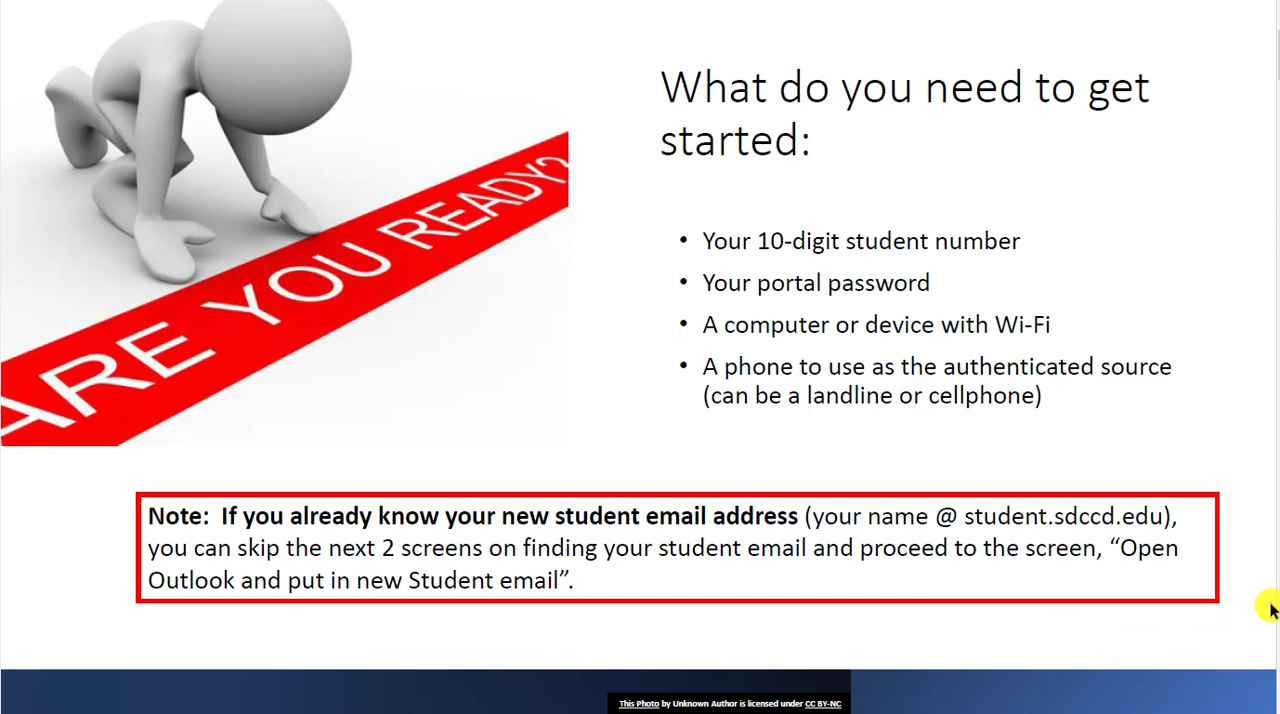 ARE YOU READY?
What do you need to get
started:
• Your 10-digit student number
• Your portal password
• A computer or device with Wi-Fi
• A phone to use as the authenticated source
(can be a landline or cellphone)
Note:  If you already know your new student email address (your name @ student.sdccd.edu),
you can skip the next 2 screens on finding your student email and proceed to the screen, “Open
Outlook and put in new Student email”.
This Photo by Unknown Author is licensed under CC BY-NC